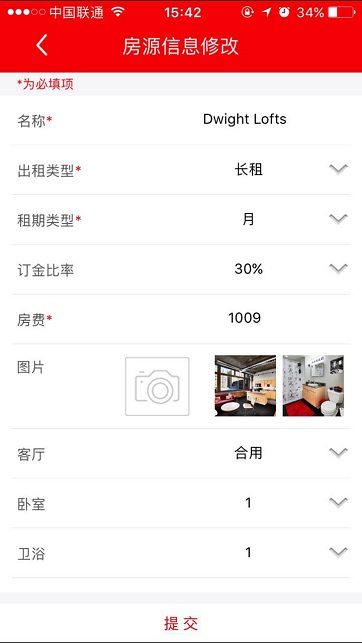 中国联通 15:42 34%
房源信息修改
*为必填项
名称* Dwight Lofts
出租类型* 长租
租期类型* 月
订金比率 30%
房费* 1009
图片
客厅 合用
卧室 1
卫浴 1
提交